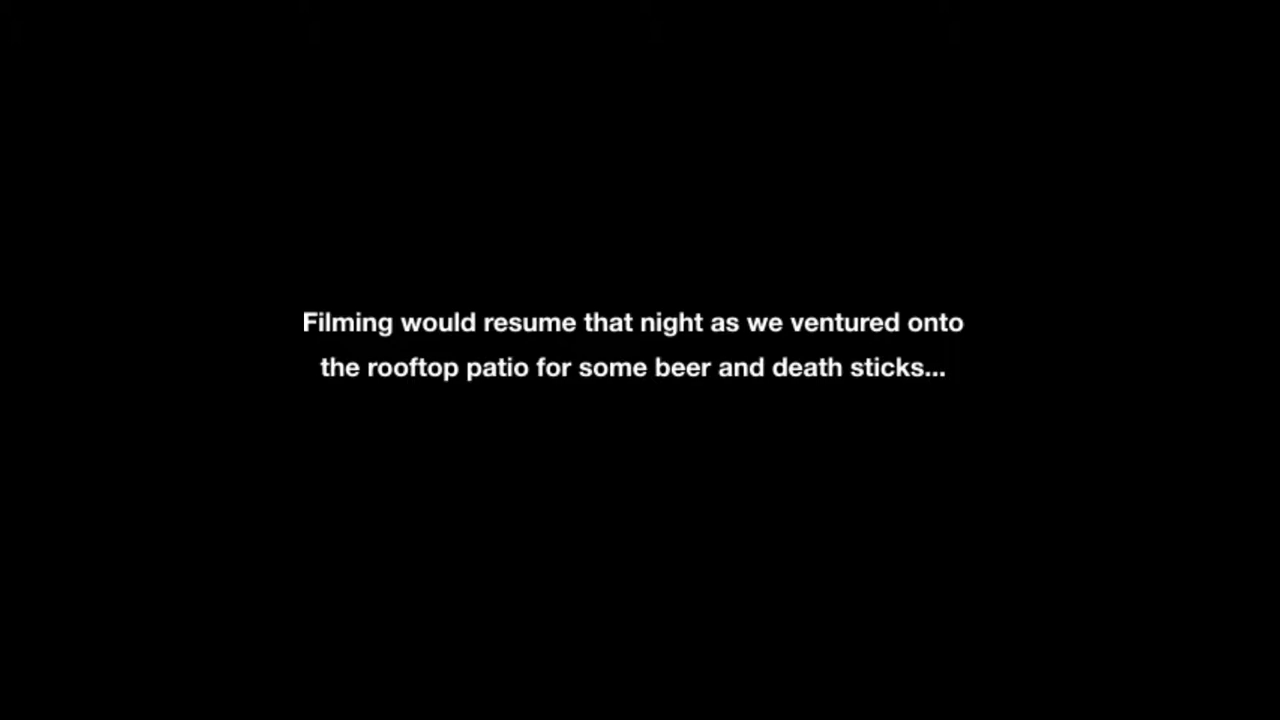 Filming would resume that night as we ventured onto
the rooftop patio for some beer and death sticks...